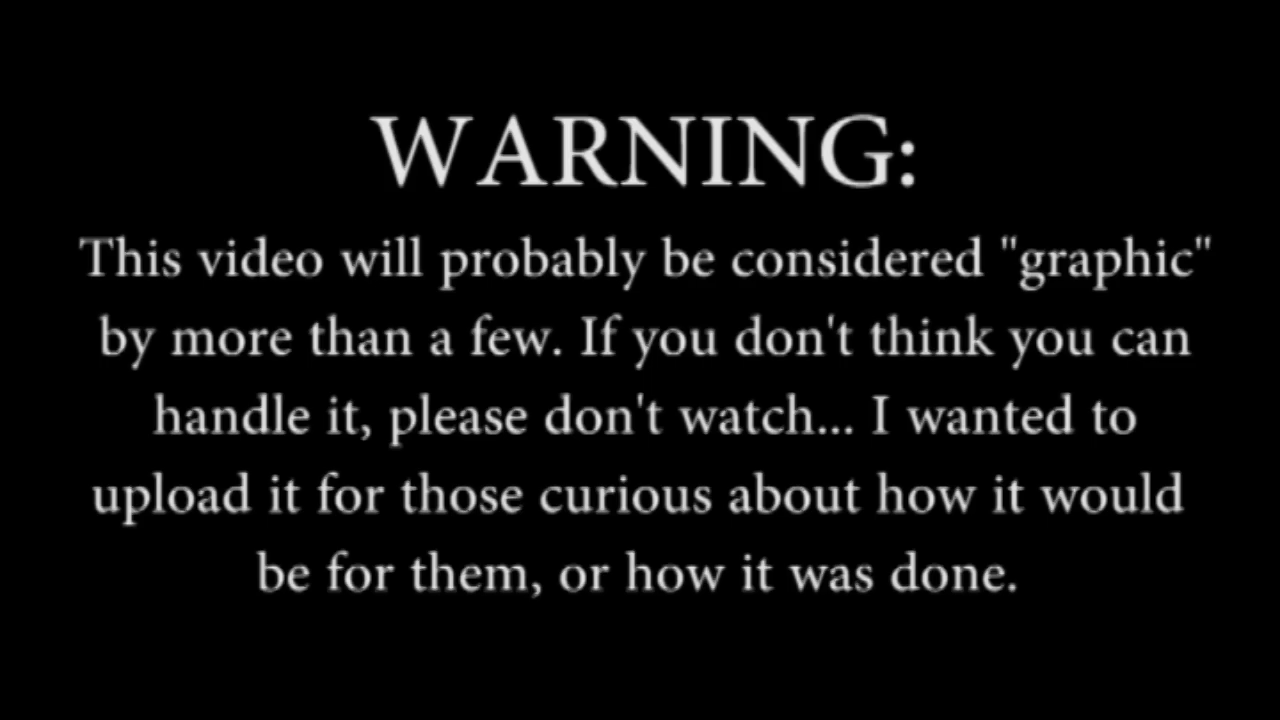 WARNING:
This video will probably be considered "graphic"
by more than a few. If you don't think you can
handle it, please don't watch... I wanted to
upload it for those curious about how it would
be for them, or how it was done.